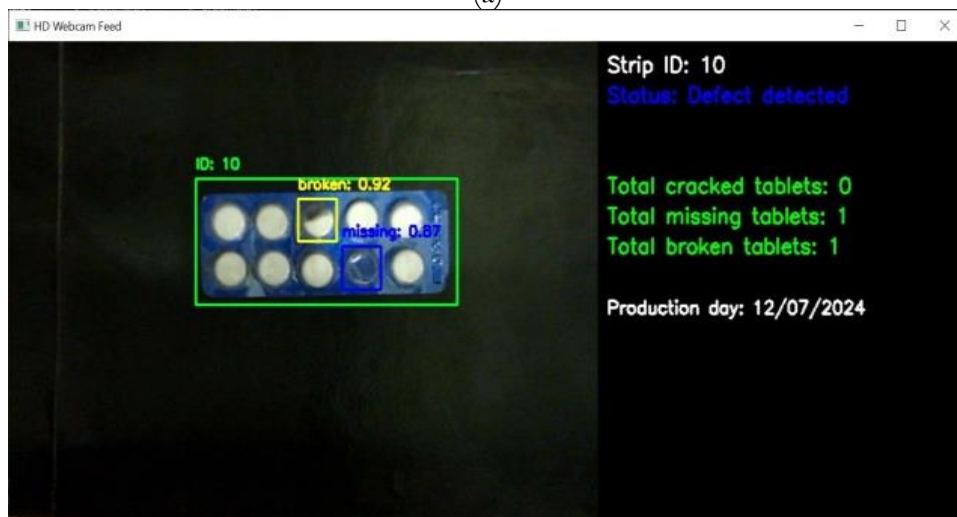 (a)
HD Webcam Feed
Strip ID: 10
Status: Defect detected
ID: 10
broken: 0.92
missing: 0.87
Total cracked tablets: 0
Total missing tablets: 1
Total broken tablets: 1
Production day: 12/07/2024